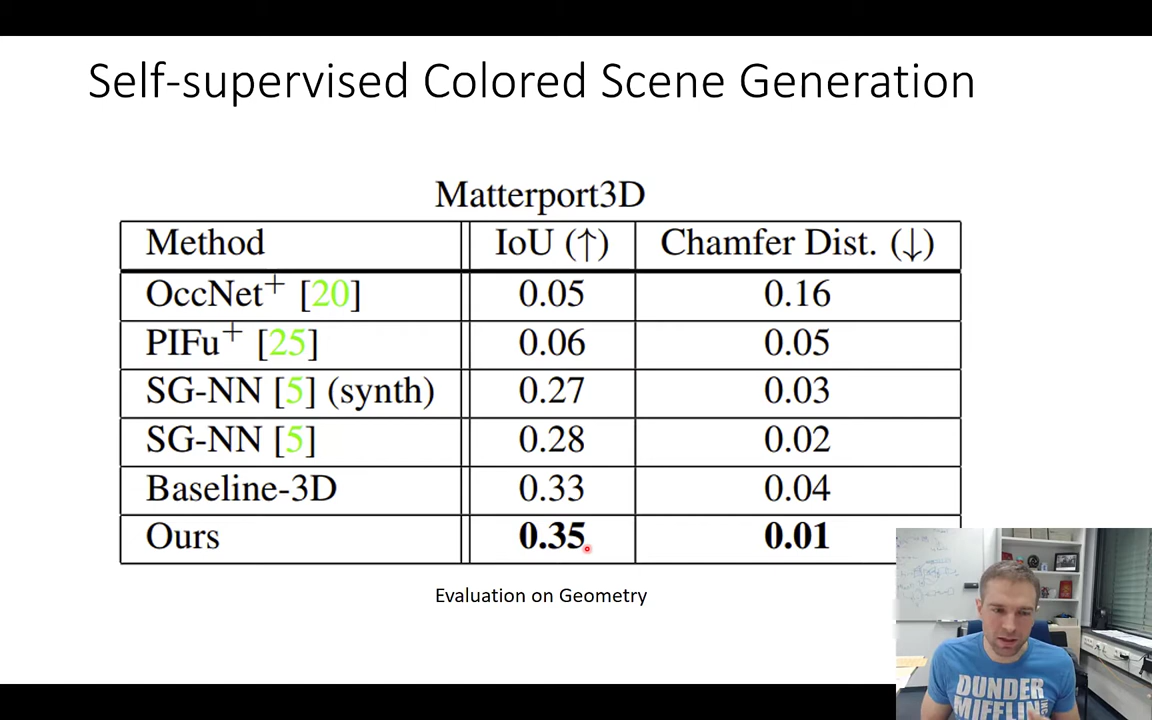 Self-supervised Colored Scene Generation
Matterport3D
Method IoU (↑) Chamfer Dist. (↓)
OccNet+ [20] 0.05 0.16
PIFu+ [25] 0.06 0.05
SG-NN [5] (synth) 0.27 0.03
SG-NN [5] 0.28 0.02
Baseline-3D 0.33 0.04
Ours 0.35 0.01
Evaluation on Geometry
DUNDER
MIFFLIN